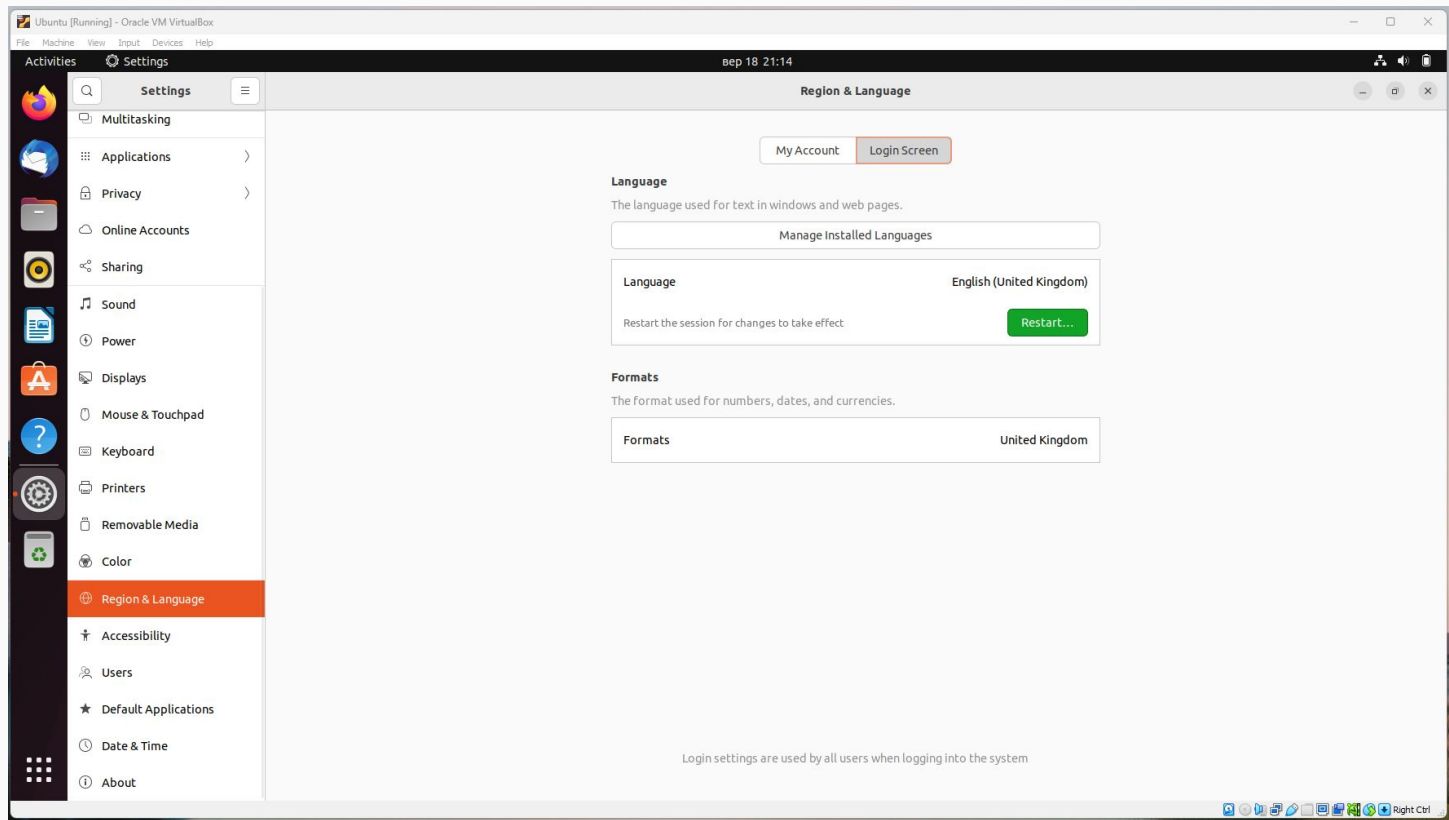 Ubuntu [Running] - Oracle VM VirtualBox
File Machine View Input Devices Help
Activities Settings вер 18 21:14
Settings Region & Language
Multitasking
Applications
Privacy
Online Accounts
Sharing
Sound
Power
Displays
Mouse & Touchpad
Keyboard
Printers
Removable Media
Color
Region & Language
Accessibility
Users
Default Applications
Date & Time
About
My Account Login Screen
Language
The language used for text in windows and web pages.
Manage Installed Languages
Language English (United Kingdom)
Restart the session for changes to take effect Restart…
Formats
The format used for numbers, dates, and currencies.
Formats United Kingdom
Login settings are used by all users when logging into the system
Right Ctrl